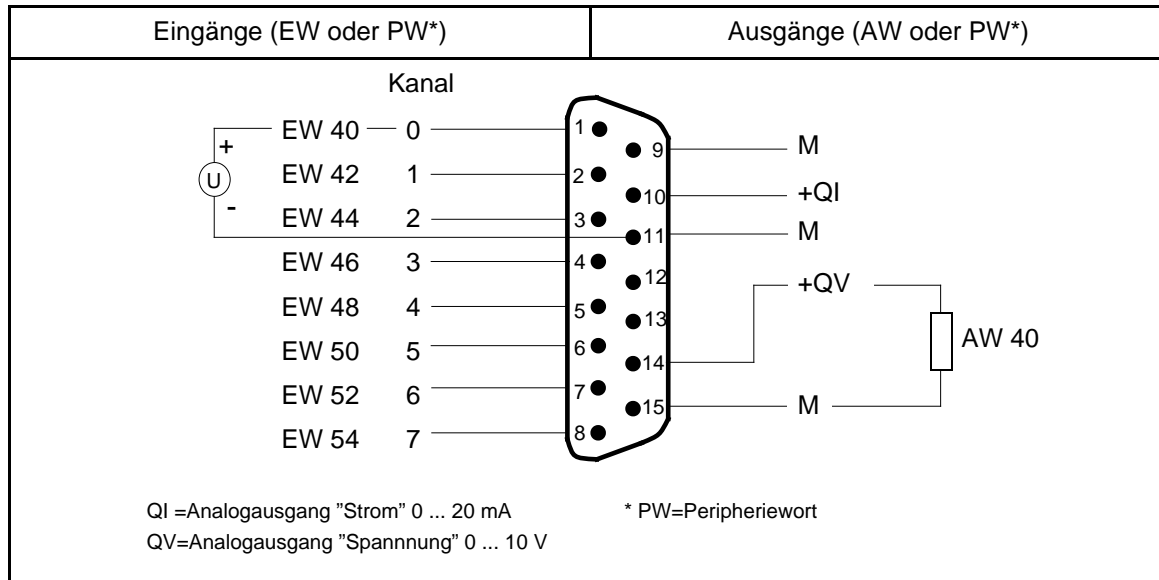 Eingänge (EW oder PW*) Ausgänge (AW oder PW*)
Kanal
EW 40 0 1
+
U
-
EW 42 1 2
EW 44 2 3
EW 46 3 4
EW 48 4 5
EW 50 5 6
EW 52 6 7
EW 54 7 8
9 M
10 +QI
11 M
12
13
14 +QV
15 M
AW 40
QI =Analogausgang ”Strom” 0 ... 20 mA
QV=Analogausgang ”Spannnung” 0 ... 10 V
* PW=Peripheriewort